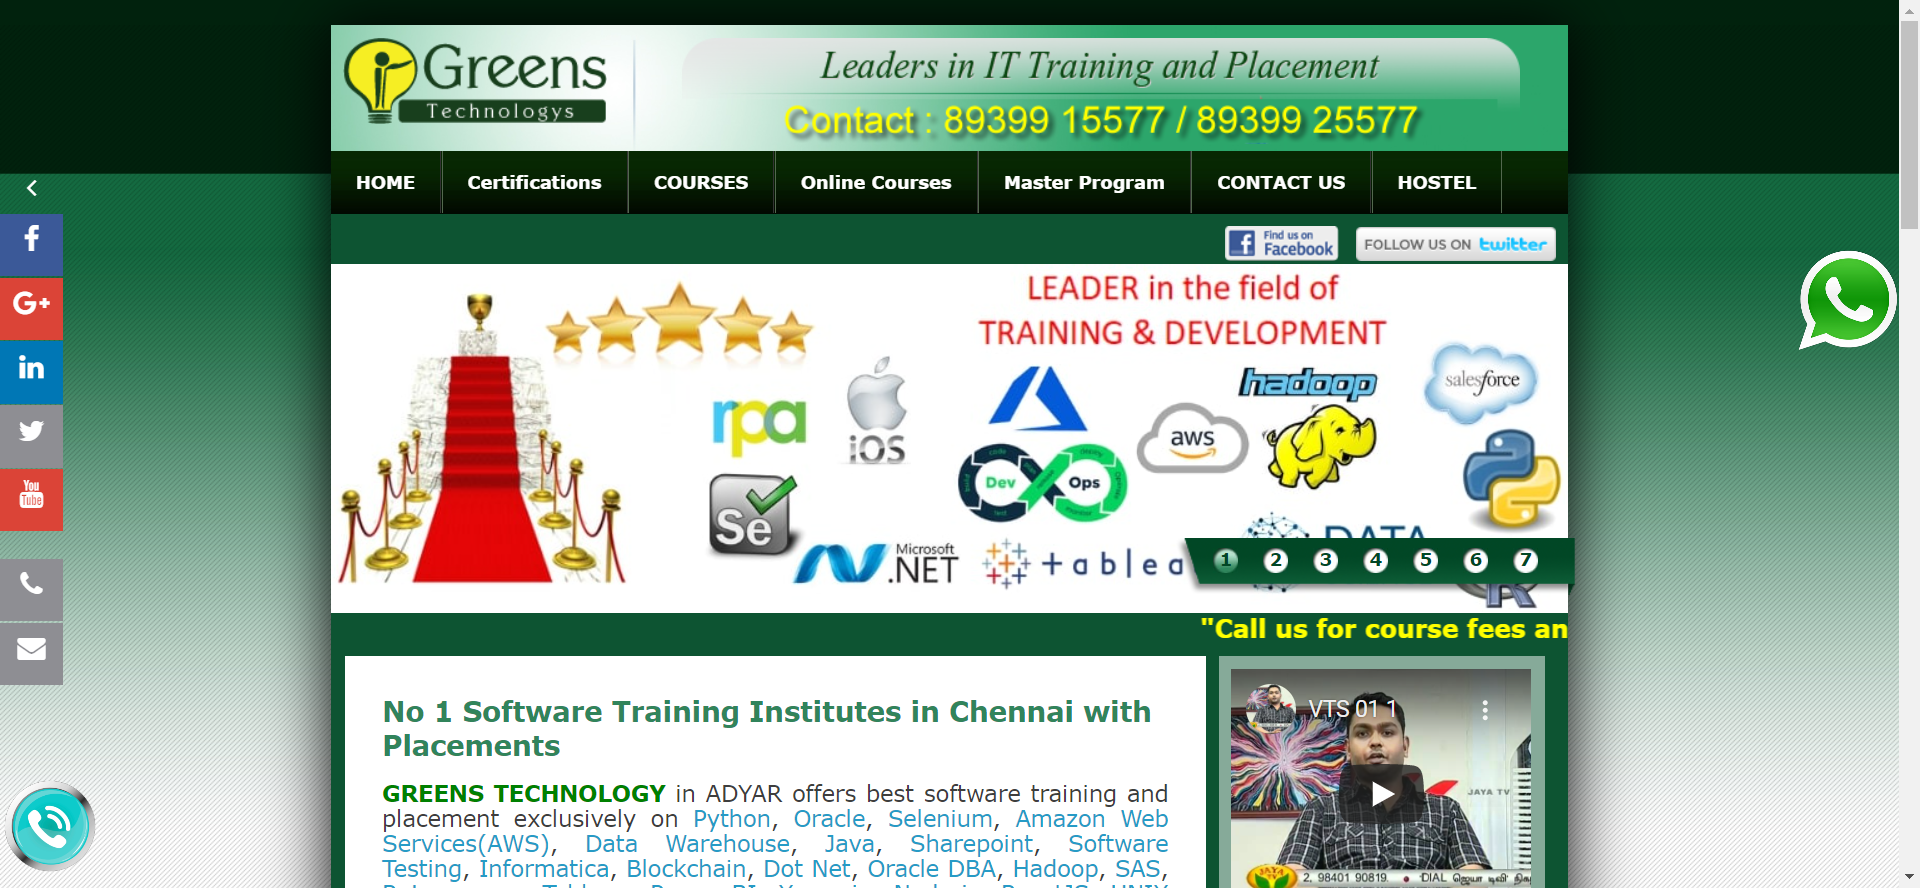 Greens
Technologys
Leaders in IT Training and Placement
Contact : 89399 15577 / 89399 25577
HOME
Certifications
COURSES
Online Courses
Master Program
CONTACT US
HOSTEL
Find us on
Facebook
FOLLOW US ON twitter
LEADER in the field of
TRAINING & DEVELOPMENT
rpa
iOS
hadoop
salesforce
aws
Dev Ops
Se
Microsoft
.NET
+ a b l e a
DATA
R
1 2 3 4 5 6 7
G+
in
You
Tube
"Call us for course fees an
No 1 Software Training Institutes in Chennai with
Placements
VTS 01 1
JAYA TV
GREENS TECHNOLOGY in ADYAR offers best software training and
placement exclusively on Python, Oracle, Selenium, Amazon Web
Services(AWS), Data Warehouse, Java, Sharepoint, Software
Testing, Informatica, Blockchain, Dot Net, Oracle DBA, Hadoop, SAS,
JAYA
TV
2, 98401 90819. • DIAL ஜெயா டிவி